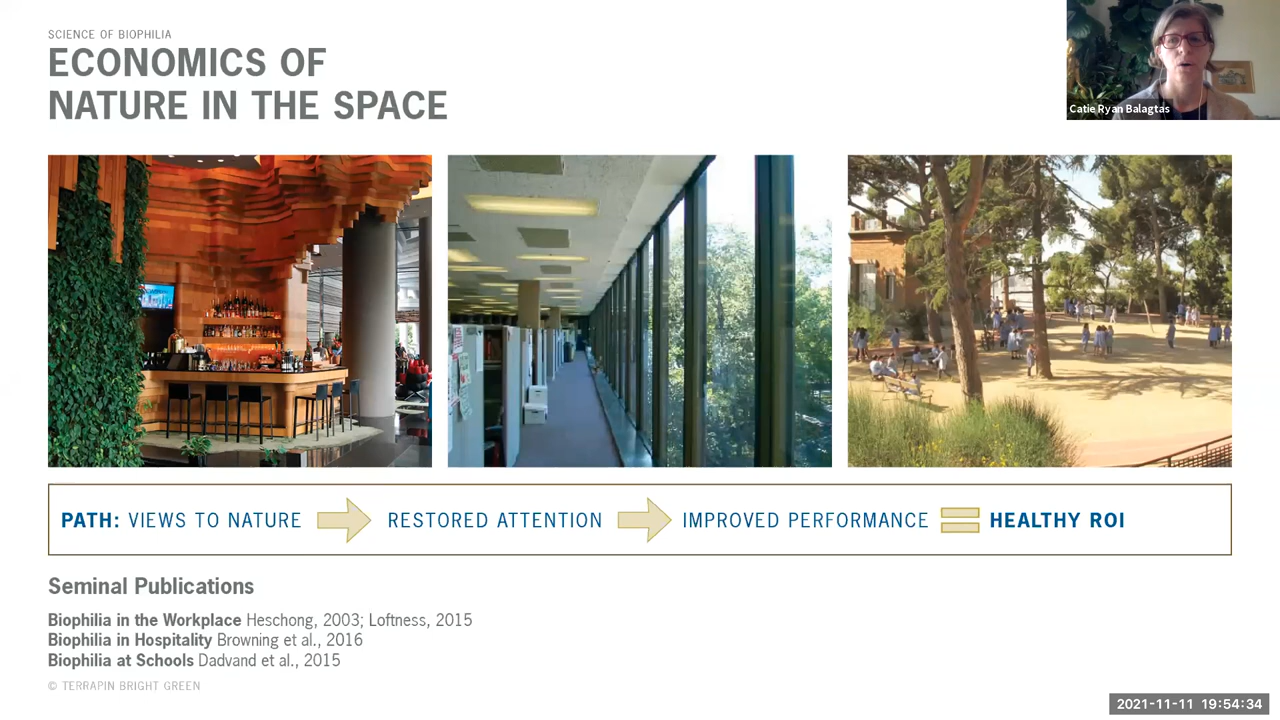 SCIENCE OF BIOPHILIA
ECONOMICS OF
NATURE IN THE SPACE
Catie Ryan Balagtas
PATH: VIEWS TO NATURE RESTORED ATTENTION IMPROVED PERFORMANCE HEALTHY ROI
Seminal Publications
Biophilia in the Workplace Heschong, 2003; Loftness, 2015
Biophilia in Hospitality Browning et al., 2016
Biophilia at Schools Dadvand et al., 2015
© TERRAPIN BRIGHT GREEN
2021-11-11 19:54:34